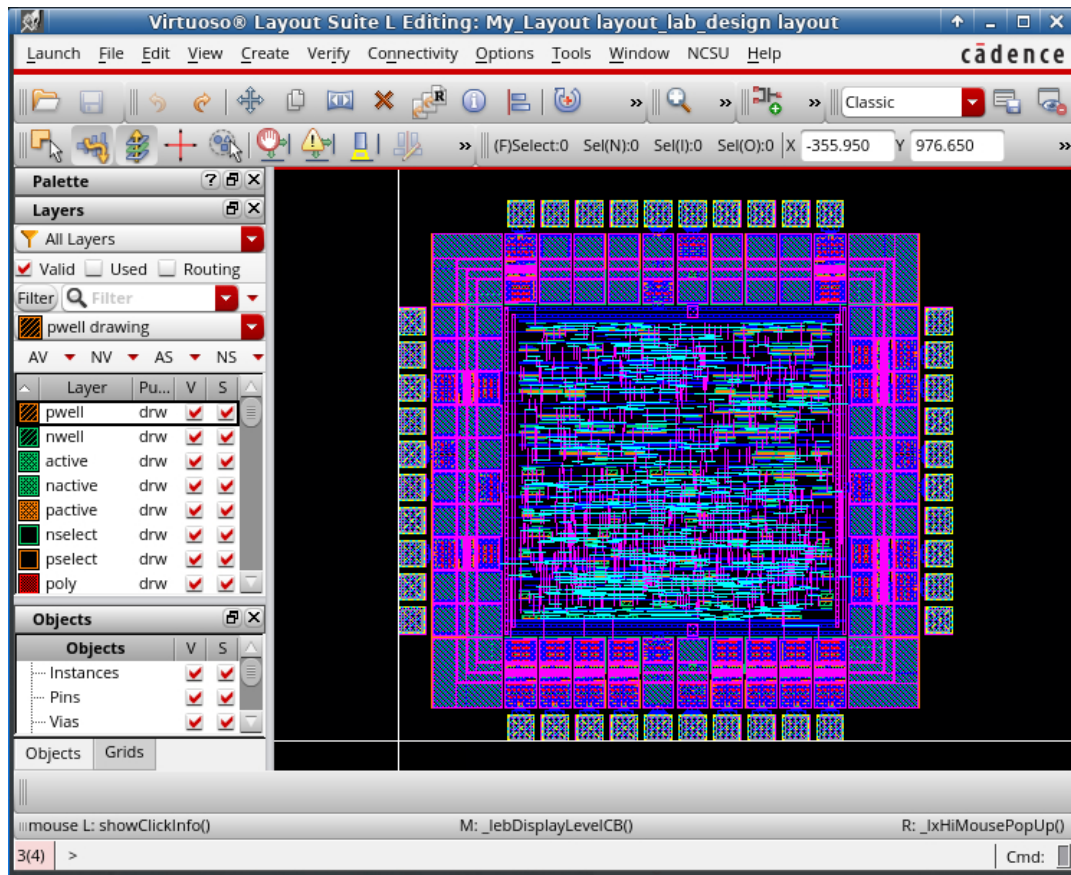 Virtuoso® Layout Suite L Editing: My_Layout layout_lab_design layout
Launch File Edit View Create Verify Connectivity Options Tools Window NCSU Help cādence
R » » » Classic
» (F)Select:0 Sel(N):0 Sel(I):0 Sel(O):0 X -355.950 Y 976.650 »
Palette ?
Layers
All Layers
Valid Used Routing
Filter Filter
pwell drawing
AV NV AS NS
Layer Pu... V S
pwell drw
nwell drw
active drw
nactive drw
pactive drw
nselect drw
pselect drw
poly drw
Objects
Objects V S
Instances
Pins
Vias
Objects Grids
mouse L: showClickInfo() M: _lebDisplayLevelCB() R: _lxHiMousePopUp()
3(4) > Cmd: